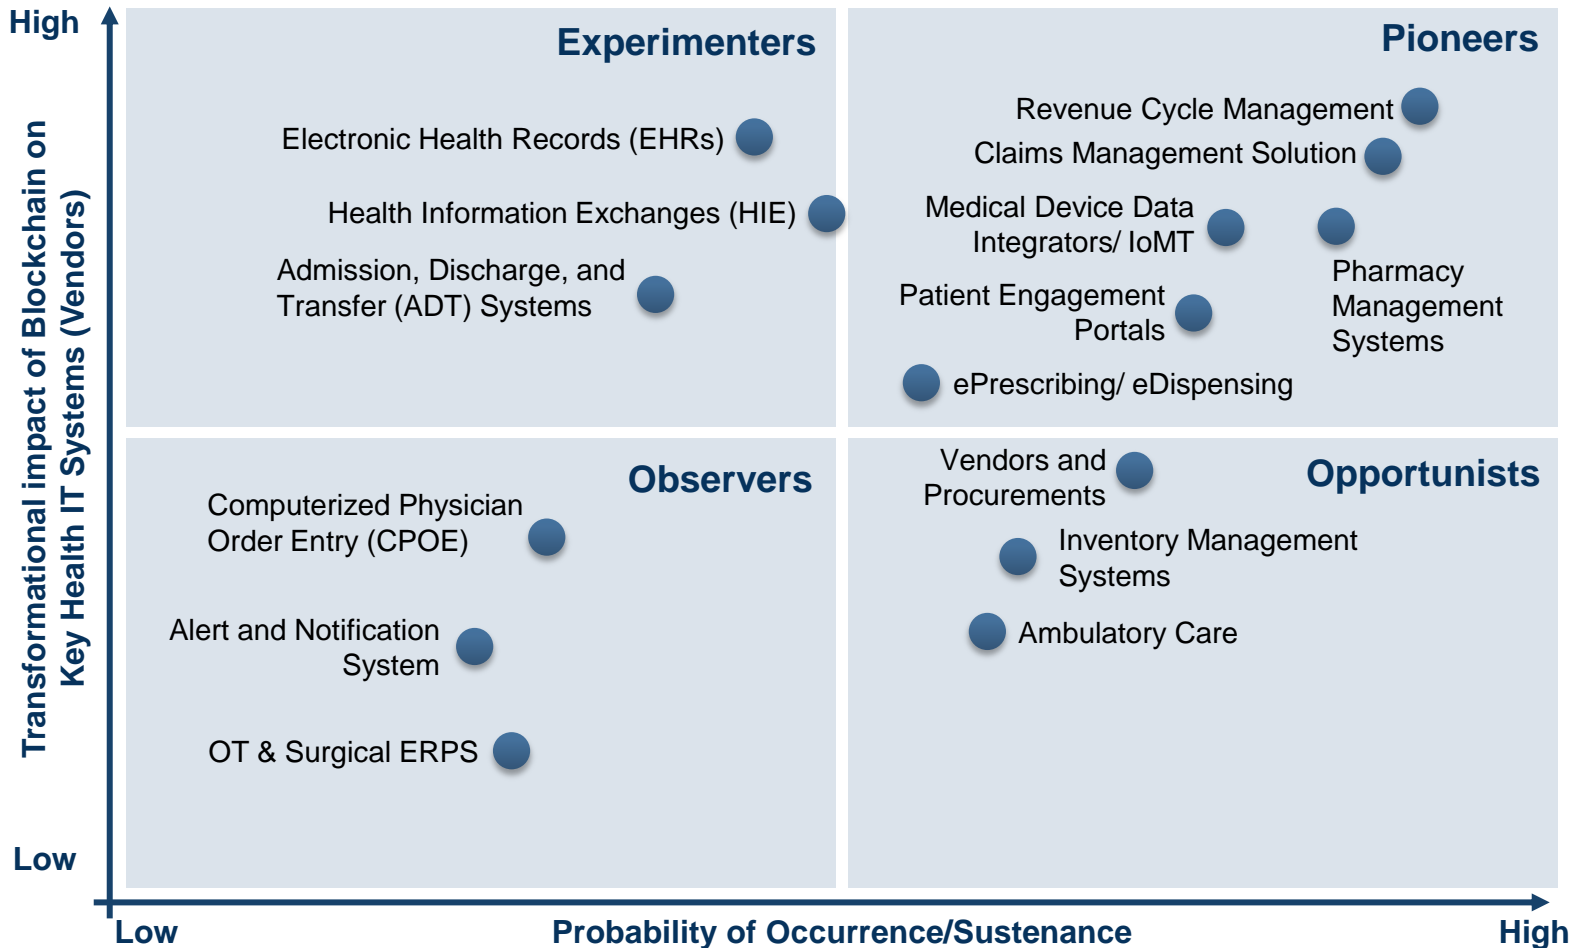 High
Transformational impact of Blockchain on
Key Health IT Systems (Vendors)
Low
Experimenters
Electronic Health Records (EHRs)
Health Information Exchanges (HIE)
Admission, Discharge, and
Transfer (ADT) Systems
Pioneers
Revenue Cycle Management
Claims Management Solution
Medical Device Data
Integrators/ IoMT
Pharmacy
Management
Systems
Patient Engagement
Portals
ePrescribing/ eDispensing
Observers
Computerized Physician
Order Entry (CPOE)
Alert and Notification
System
OT & Surgical ERPS
Opportunists
Vendors and
Procurements
Inventory Management
Systems
Ambulatory Care
Low
Probability of Occurrence/Sustenance
High